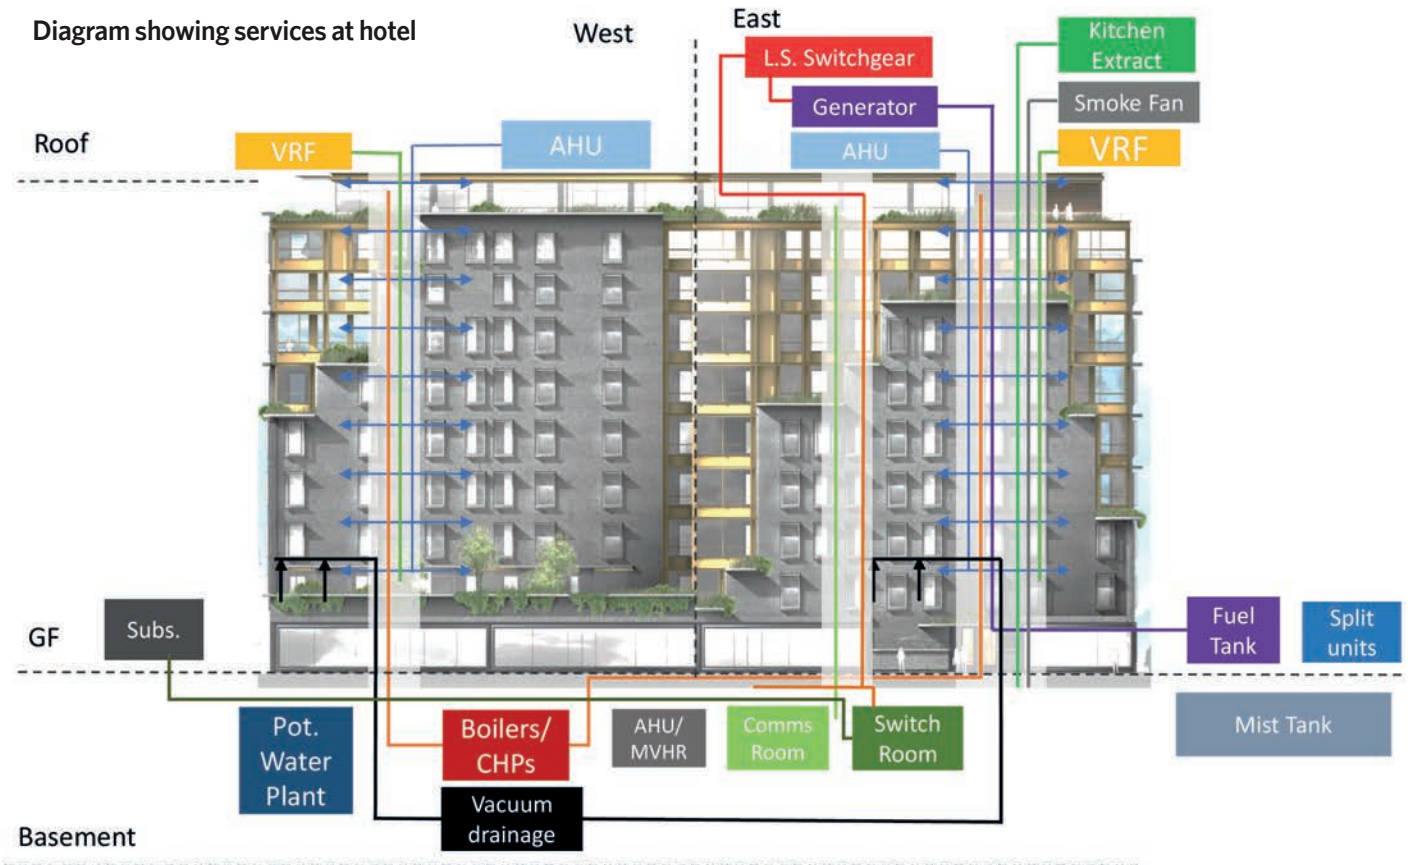 Diagram showing services at hotel
West
East
L.S. Switchgear
Kitchen
Extract
Generator
Smoke Fan
Roof
VRF
AHU
AHU
VRF
GF
Subs.
Fuel
Tank
Split
units
Pot.
Water
Plant
Boilers/
CHPs
AHU/
MVHR
Comms
Room
Switch
Room
Mist Tank
Vacuum
drainage
Basement